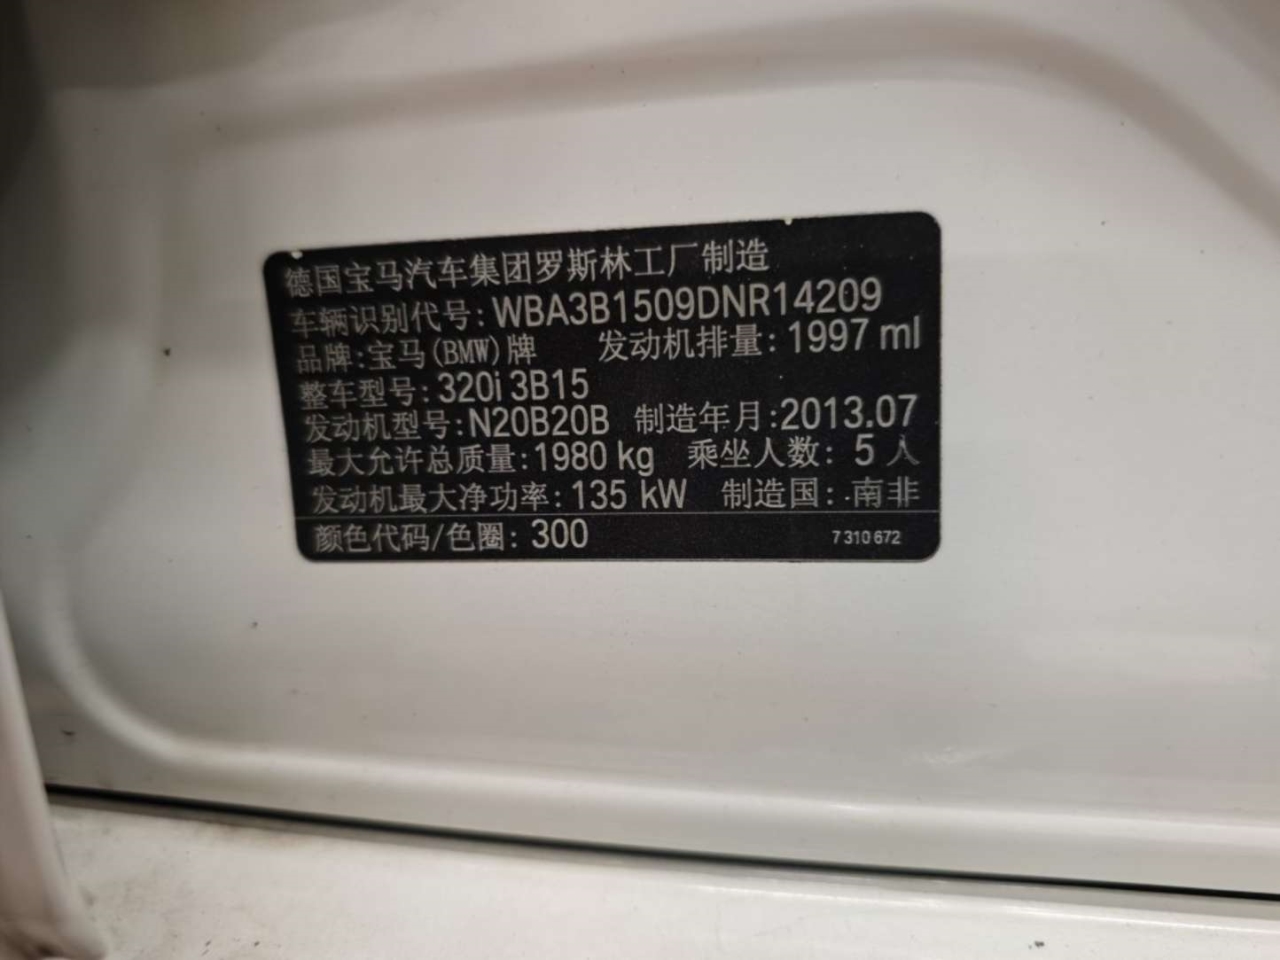 德国宝马汽车集团罗斯林工厂制造
车辆识别代号: WBA3B1509DNR14209
品牌: 宝马(BMW)牌 发动机排量: 1997 ml
整车型号: 320i 3B15
发动机型号: N20B20B 制造年月: 2013.07
最大允许总质量: 1980 kg 乘坐人数: 5 人
发动机最大净功率: 135 kW 制造国: 南非
颜色代码/色圈: 300 7 310 672